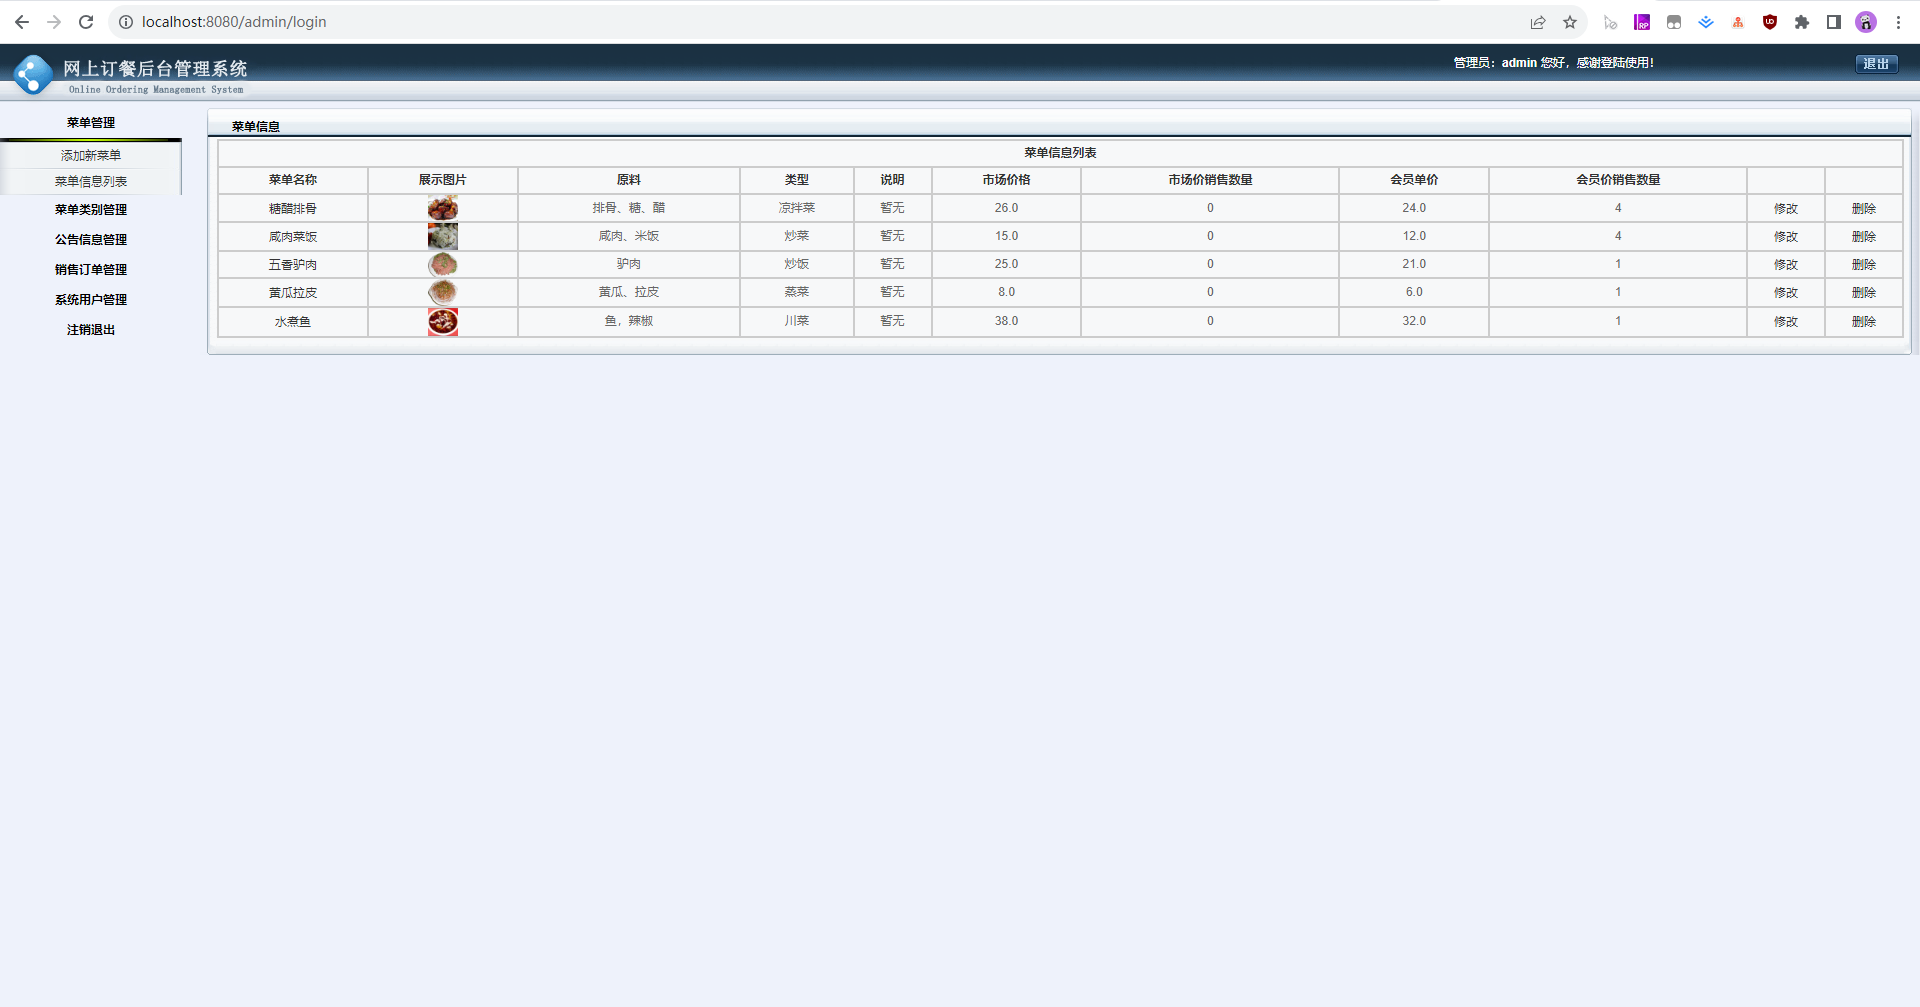 localhost:8080/admin/login
网上订餐后台管理系统
Online Ordering Management System
管理员：admin 您好，感谢登陆使用！
退出
菜单管理
添加新菜单
菜单信息列表
菜单类别管理
公告信息管理
销售订单管理
系统用户管理
注销退出
菜单信息
菜单信息列表
菜单名称 展示图片 原料 类型 说明 市场价格 市场价销售数量 会员单价 会员价销售数量
糖醋排骨 排骨、糖、醋 凉拌菜 暂无 26.0 0 24.0 4 修改 删除
咸肉菜饭 咸肉、米饭 炒菜 暂无 15.0 0 12.0 4 修改 删除
五香驴肉 驴肉 炒饭 暂无 25.0 0 21.0 1 修改 删除
黄瓜拉皮 黄瓜、拉皮 蒸菜 暂无 8.0 0 6.0 1 修改 删除
水煮鱼 鱼，辣椒 川菜 暂无 38.0 0 32.0 1 修改 删除